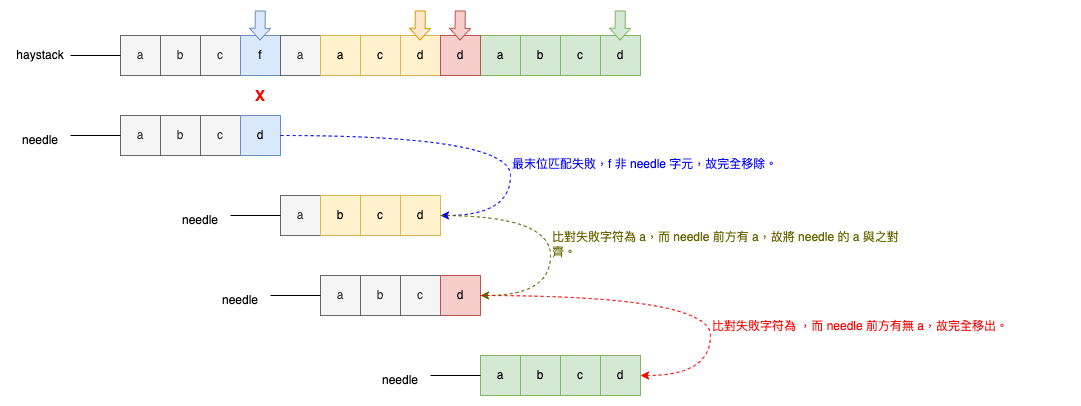 haystack a b c f a a c d d a b c d
X
needle a b c d
最末位匹配失敗，f 非 needle 字元，故完全移除。
needle a b c d
比對失敗字符為 a，而 needle 前方有 a，故將 needle 的 a 與之對
齊。
needle a b c d
比對失敗字符為 ，而 needle 前方有無 a，故完全移出。
needle a b c d